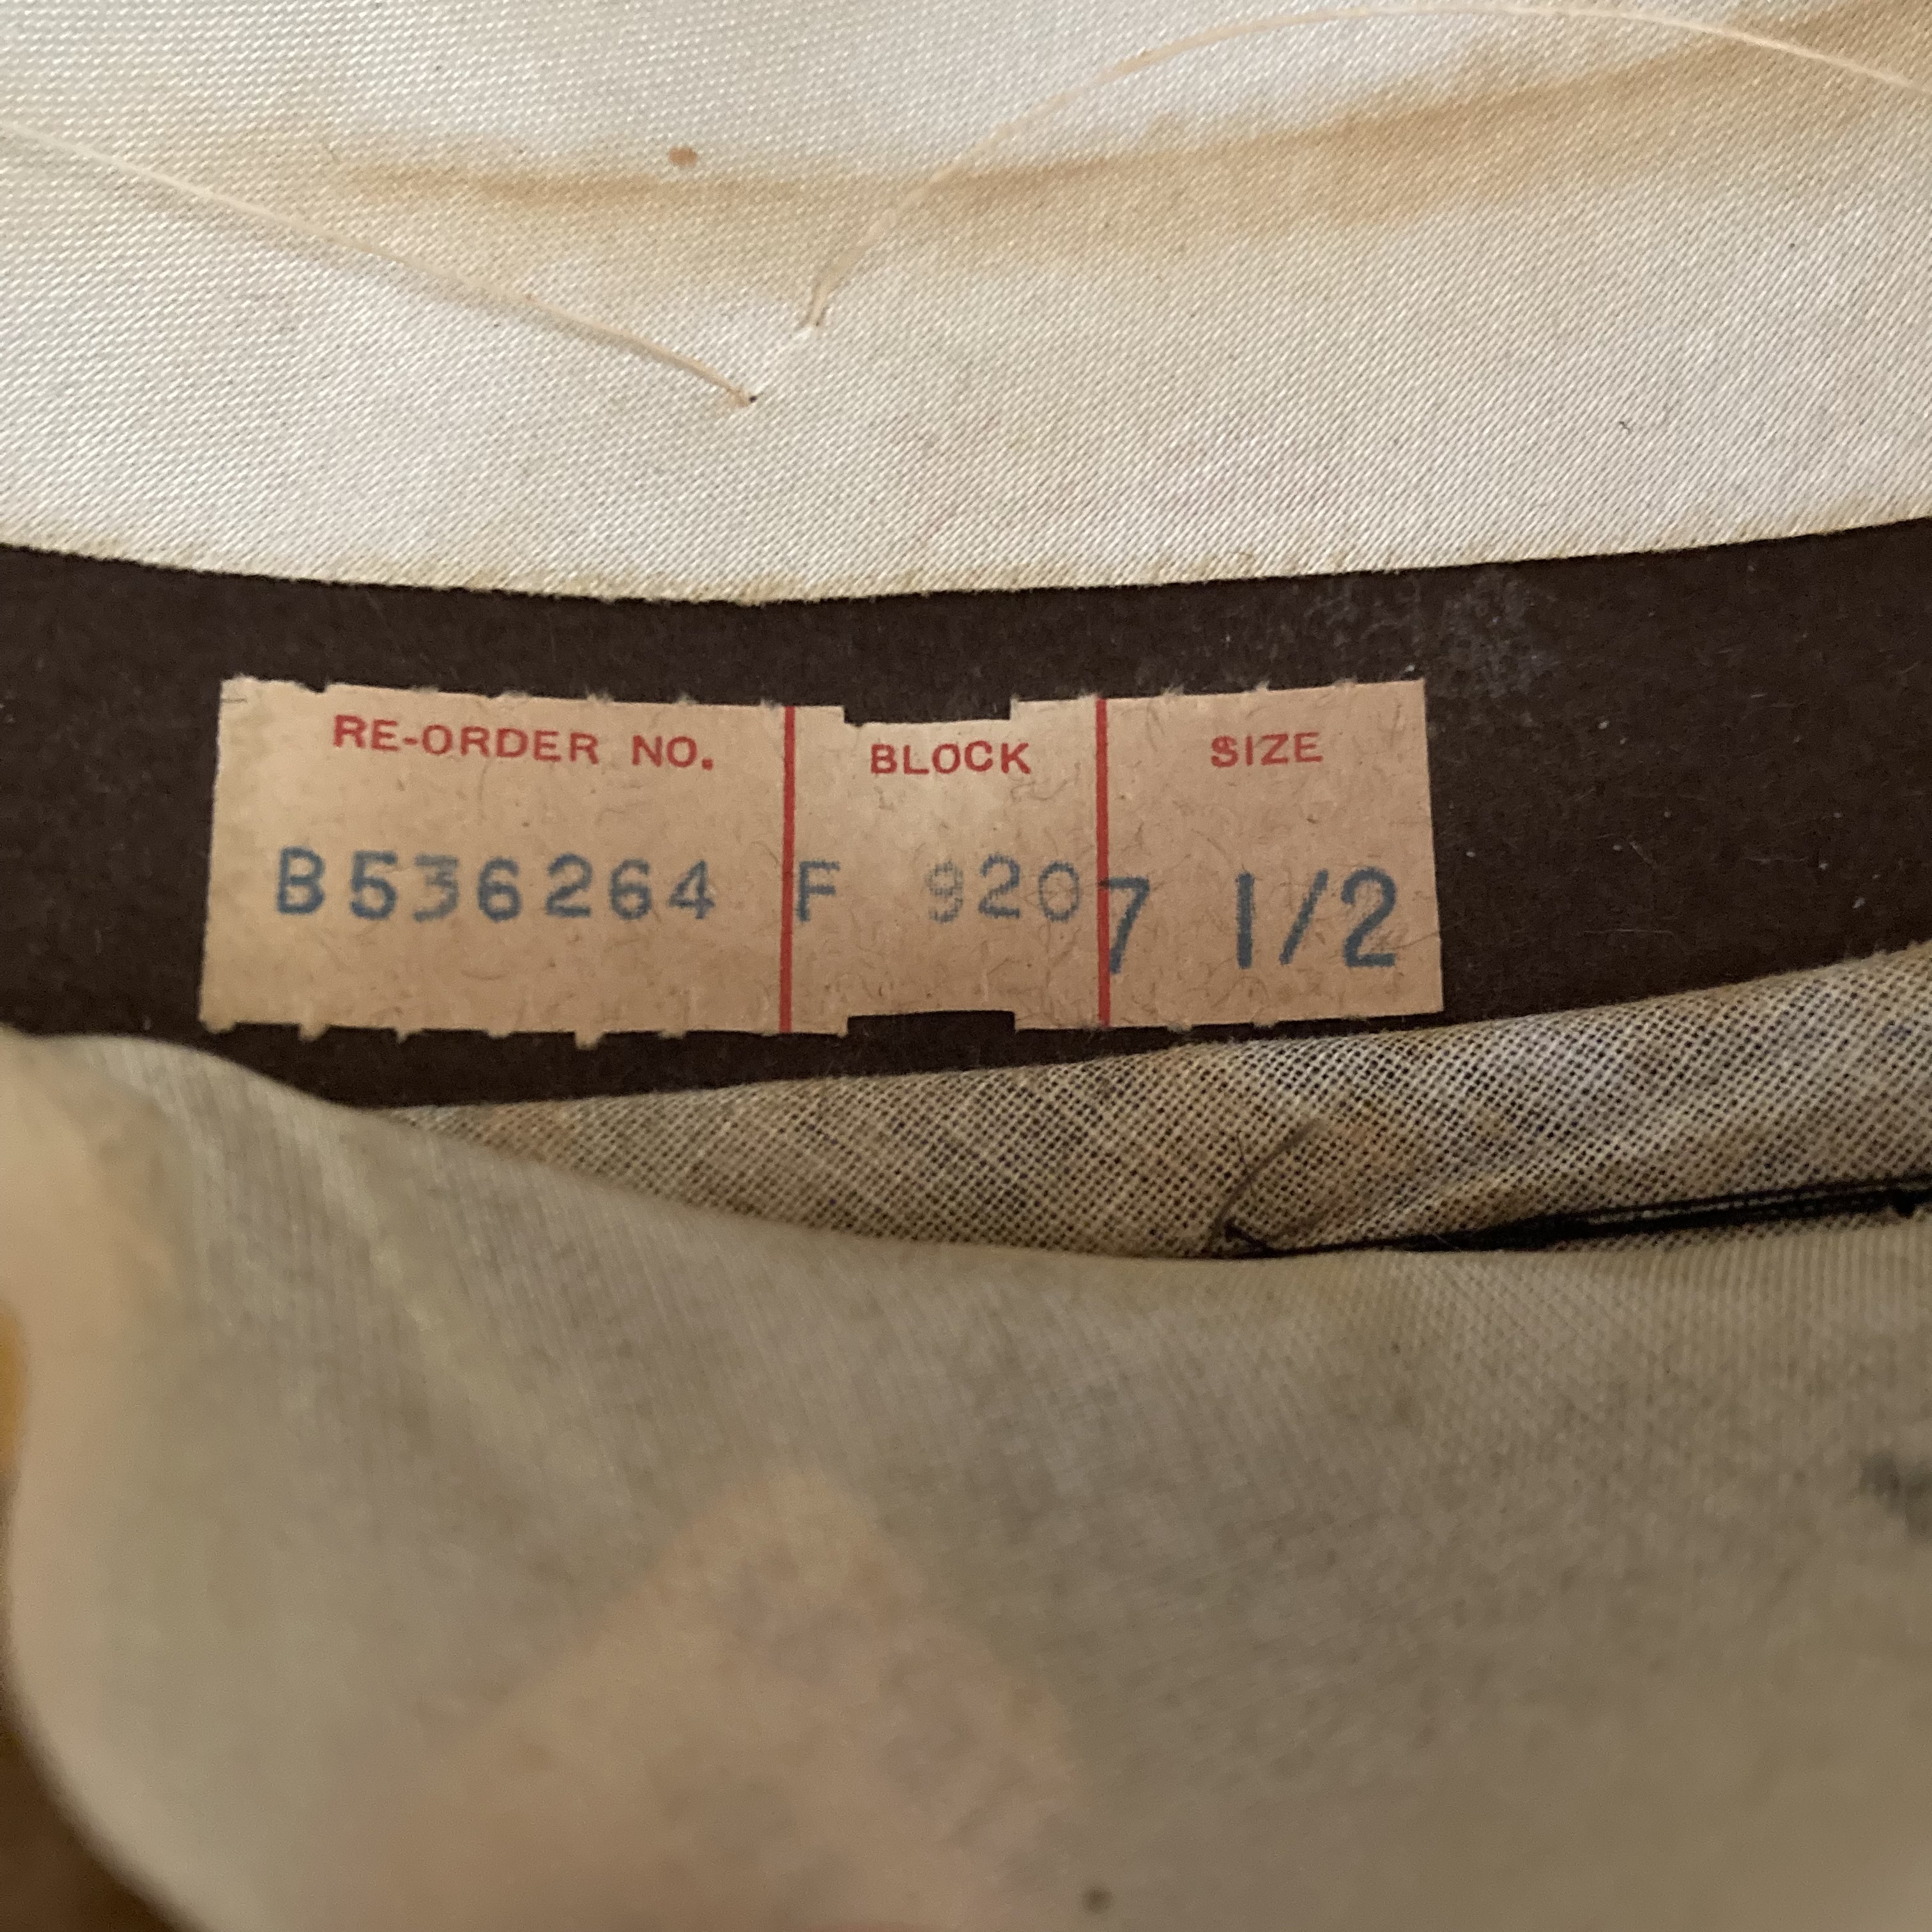 RE-ORDER NO. BLOCK SIZE
B536264 F 920 7 1/2